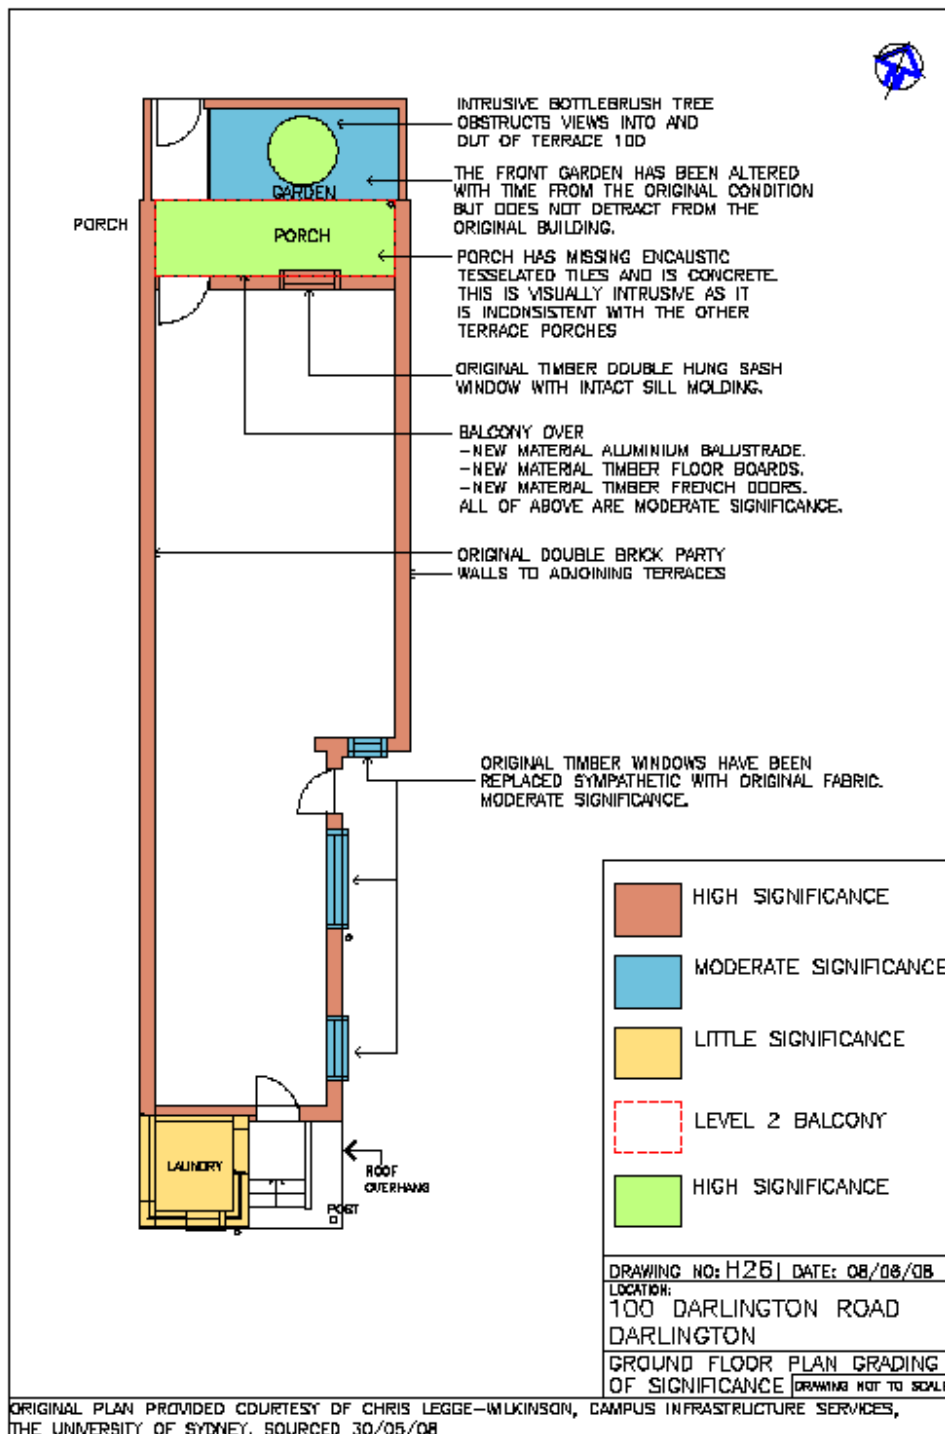 INTRUSIVE BOTTLEBRUSH TREE
OBSTRUCTS VIEWS INTO AND
OUT OF TERRACE 100
THE FRONT GARDEN HAS BEEN ALTERED
WITH TIME FROM THE ORIGINAL CONDITION
BUT DOES NOT DETRACT FROM THE
ORIGINAL BUILDING.
GARDEN
PORCH
PORCH
PORCH HAS MISSING ENCAUSTIC
TESSELATED TILES AND IS CONCRETE.
THIS IS VISUALLY INTRUSIVE AS IT
IS INCONSISTENT WITH THE OTHER
TERRACE PORCHES
ORIGINAL TIMBER DOUBLE HUNG SASH
WINDOW WITH INTACT SILL MOLDING.
BALCONY OVER
-NEW MATERIAL ALUMINIUM BALUSTRADE.
-NEW MATERIAL TIMBER FLOOR BOARDS.
-NEW MATERIAL TIMBER FRENCH DOORS.
ALL OF ABOVE ARE MODERATE SIGNIFICANCE.
ORIGINAL DOUBLE BRICK PARTY
WALLS TO ADJOINING TERRACES
ORIGINAL TIMBER WINDOWS HAVE BEEN
REPLACED SYMPATHETIC WITH ORIGINAL FABRIC.
MODERATE SIGNIFICANCE.
HIGH SIGNIFICANCE
MODERATE SIGNIFICANCE
LITTLE SIGNIFICANCE
LEVEL 2 BALCONY
HIGH SIGNIFICANCE
LAUNDRY
ROOF
OVERHANG
POST
DRAWING NO: H26 DATE: 08/06/08
LOCATION:
100 DARLINGTON ROAD
DARLINGTON
GROUND FLOOR PLAN GRADING
OF SIGNIFICANCE DRAWING NOT TO SCALE
ORIGINAL PLAN PROVIDED COURTESY OF CHRIS LEGGE-WILKINSON, CAMPUS INFRASTRUCTURE SERVICES,
THE UNIVERSITY OF SYDNEY. SOURCED 30/05/08